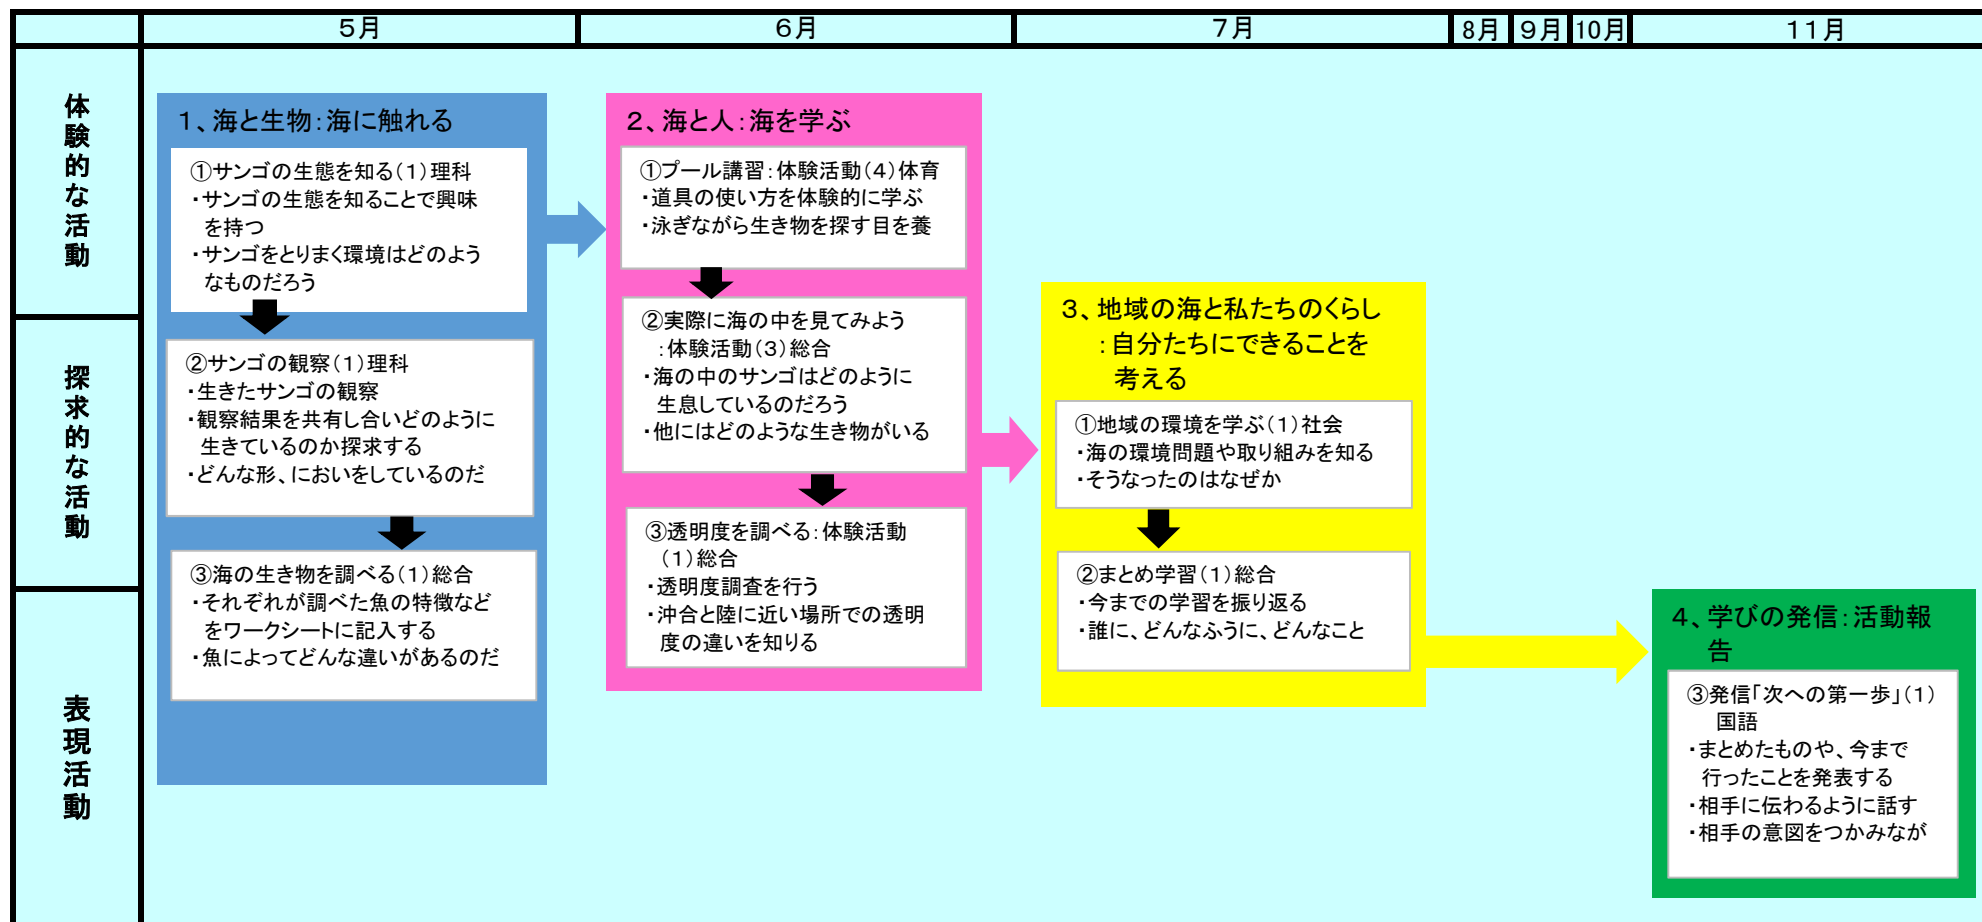 5月
6月
7月
8月
9月
10月
11月
体験的な活動
探求的な活動
表現活動
1、海と生物：海に触れる
①サンゴの生態を知る（1）理科
・サンゴの生態を知ることで興味
を持つ
・サンゴをとりまく環境はどのよう
なものだろう
②サンゴの観察（1）理科
・生きたサンゴの観察
・観察結果を共有し合いどのように
生きているのか探求する
・どんな形、においをしているのだ
③海の生き物を調べる（1）総合
・それぞれが調べた魚の特徴など
をワークシートに記入する
・魚によってどんな違いがあるのだ
2、海と人：海を学ぶ
①プール講習：体験活動（4）体育
・道具の使い方を体験的に学ぶ
・泳ぎながら生き物を探す目を養
②実際に海の中を見てみよう
：体験活動（3）総合
・海の中のサンゴはどのように
生息しているのだろう
・他にはどのような生き物がいる
③透明度を調べる：体験活動
（1）総合
・透明度調査を行う
・沖合と陸に近い場所での透明
度の違いを知りる
3、地域の海と私たちのくらし
：自分たちにできることを
考える
①地域の環境を学ぶ（1）社会
・海の環境問題や取り組みを知る
・そうなったのはなぜか
②まとめ学習（1）総合
・今までの学習を振り返る
・誰に、どんなふうに、どんなこと
4、学びの発信：活動報
告
③発信「次への第一歩」（1）
国語
・まとめたものや、今まで
行ったことを発表する
・相手に伝わるように話す
・相手の意図をつかみなが